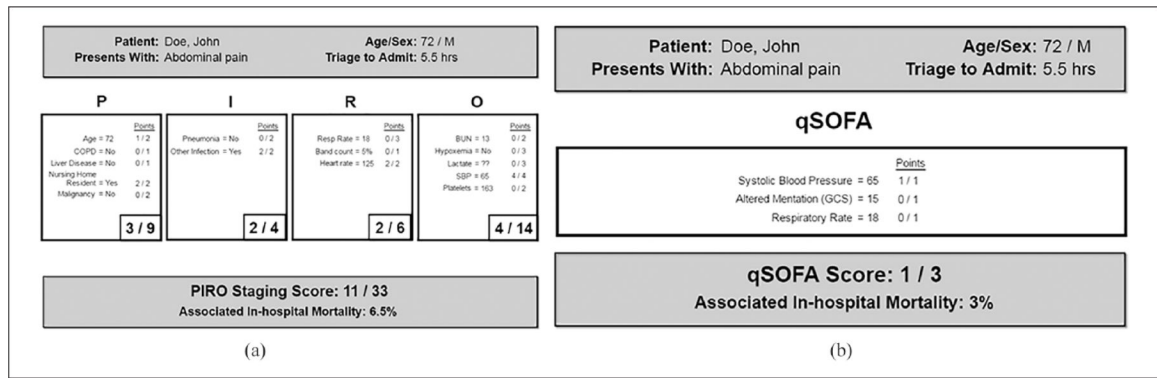 Patient: Doe, John Age/Sex: 72 / M
Presents With: Abdominal pain Triage to Admit: 5.5 hrs
P I R O
Points
Age = 72 1 / 2
COPD = No 0 / 1
Liver Disease = No 0 / 1
Nursing Home
Resident = Yes 2 / 2
Malignancy = No 0 / 2
3 / 9
Points
Pneumonia = No 0 / 2
Other Infection = Yes 2 / 2
2 / 4
Points
Resp Rate = 18 0 / 3
Band count = 5% 0 / 1
Heart rate = 125 2 / 2
2 / 6
Points
BUN = 13 0 / 2
Hypoxemia = No 0 / 3
Lactate = ?? 0 / 3
SBP = 65 4 / 4
Platelets = 163 0 / 2
4 / 14
PIRO Staging Score: 11 / 33
Associated In-hospital Mortality: 6.5%
(a)
Patient: Doe, John Age/Sex: 72 / M
Presents With: Abdominal pain Triage to Admit: 5.5 hrs
qSOFA
Points
Systolic Blood Pressure = 65 1 / 1
Altered Mentation (GCS) = 15 0 / 1
Respiratory Rate = 18 0 / 1
qSOFA Score: 1 / 3
Associated In-hospital Mortality: 3%
(b)